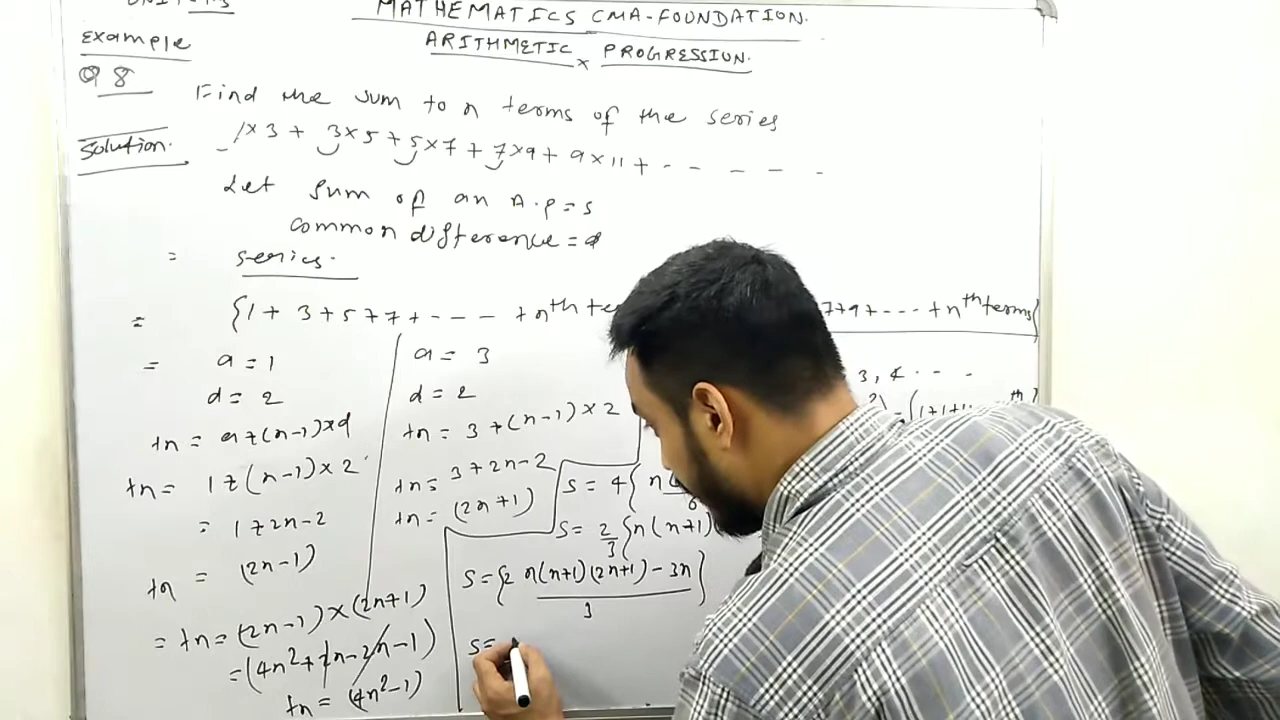 MATHEMATICS CMA-FOUNDATION.
ARITHMETIC × PROGRESSION.
Example
Q 8
Find the sum to n terms of the series
Solution.
1×3 + 3×5 + 5×7 + 7×9 + 9×11 + - - - - -
Let sum of an A.P = S
common difference = d
= series.
= {1 + 3 + 5 + 7 + - - - - + nth 7+9+ - - - + nth terms}
= a = 1
d = 2
tn = a + (n-1)×d
tn = 1 + (n-1)×2
= 1+2n-2
tn = (2n-1)
= tn = (2n-1)×(2n+1)
= (4n²+2n-2n-1)
tn = (4n²-1)
a = 3
d = 2
tn = 3 + (n-1)×2
tn = 3+2n-2
tn = (2n+1)
3, 4 - - -
S = 4{
S = 2/3 {n(n+1)
S = {2 n(n+1)(2n+1) - 3n / 3}
S =